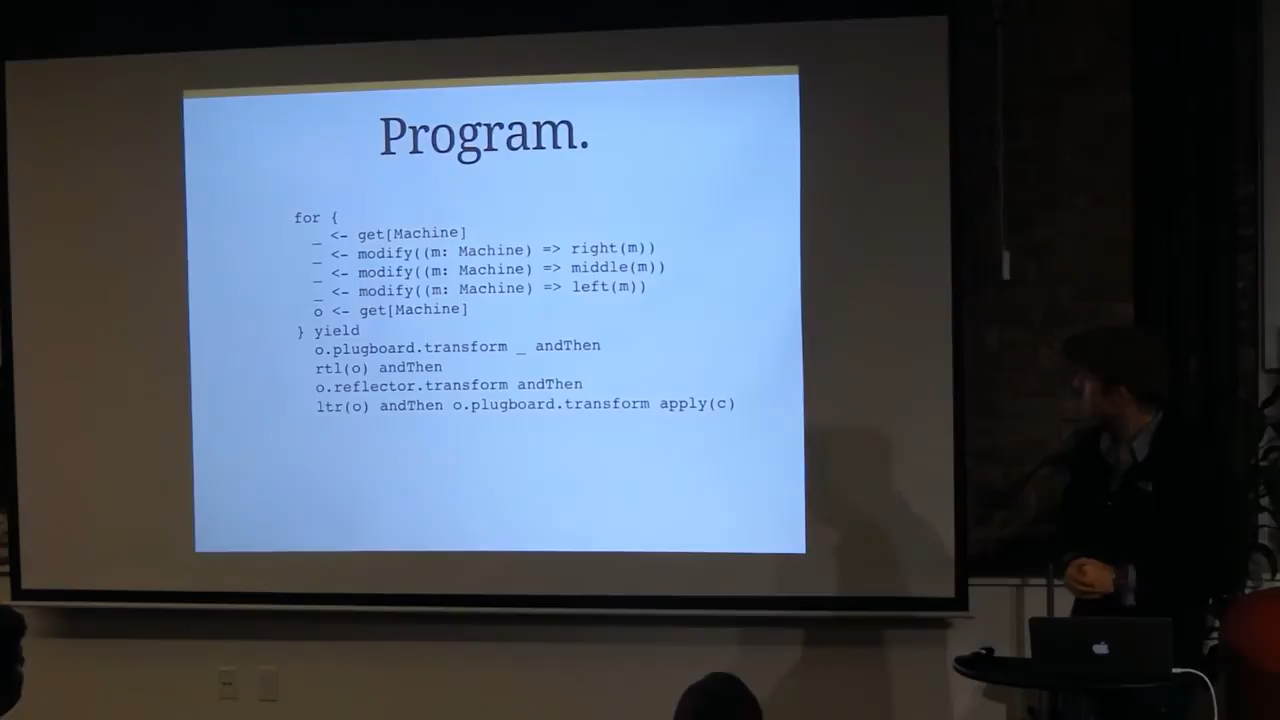 Program.
for {
  _ <- get[Machine]
  _ <- modify((m: Machine) => right(m))
  _ <- modify((m: Machine) => middle(m))
  _ <- modify((m: Machine) => left(m))
  o <- get[Machine]
} yield
  o.plugboard.transform _ andThen
  rtl(o) andThen
  o.reflector.transform andThen
  ltr(o) andThen o.plugboard.transform apply(c)